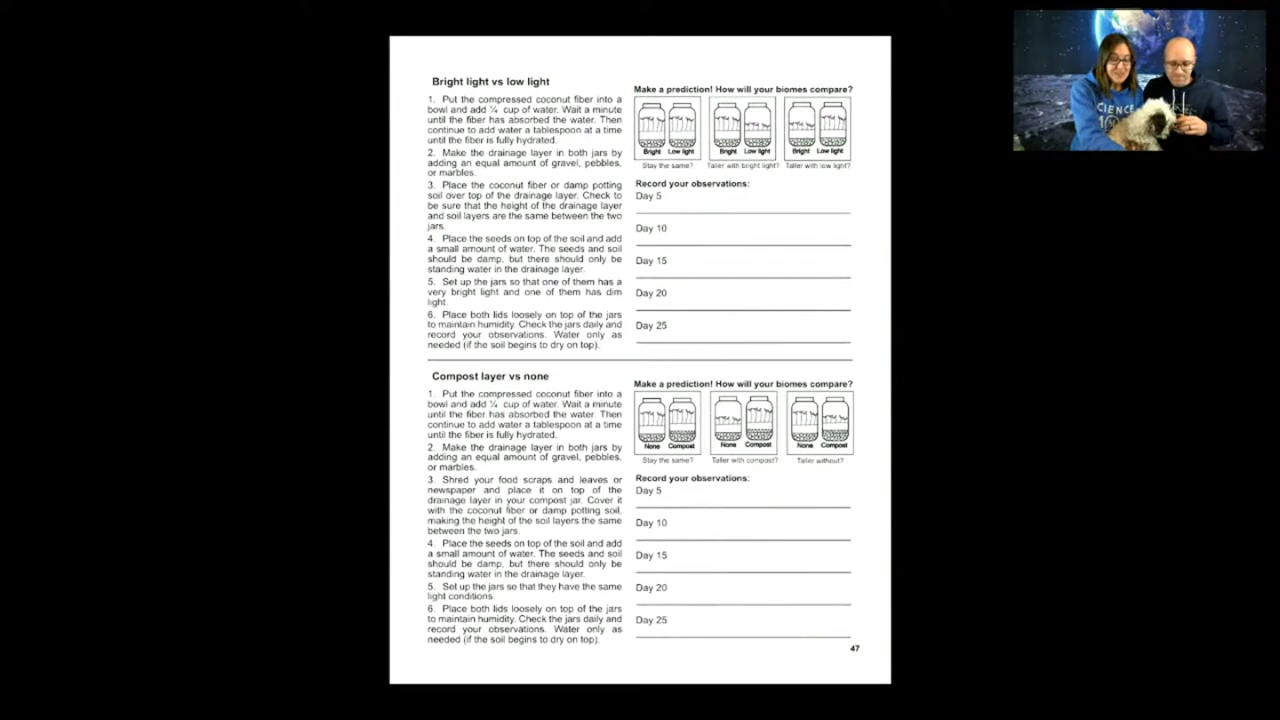 Bright light vs low light
1. Put the compressed coconut fiber into a
bowl and add ¼ cup of water. Wait a minute
until the fiber has absorbed the water. Then
continue to add water a tablespoon at a time
until the fiber is fully hydrated.
2. Make the drainage layer in both jars by
adding an equal amount of gravel, pebbles,
or marbles.
3. Place the coconut fiber or damp potting
soil over top of the drainage layer. Check to
be sure that the height of the drainage layer
and soil layers are the same between the two
jars.
4. Place the seeds on top of the soil and add
a small amount of water. The seeds and soil
should be damp, but there should only be
standing water in the drainage layer.
5. Set up the jars so that one of them has a
very bright light and one of them has dim
light.
6. Place both lids loosely on top of the jars
to maintain humidity. Check the jars daily and
record your observations. Water only as
needed (if the soil begins to dry on top).
Make a prediction! How will your biomes compare?
Bright Low light Bright Low light Bright Low light
Stay the same? Taller with bright light? Taller with low light?
Record your observations:
Day 5
Day 10
Day 15
Day 20
Day 25
Compost layer vs none
1. Put the compressed coconut fiber into a
bowl and add ¼ cup of water. Wait a minute
until the fiber has absorbed the water. Then
continue to add water a tablespoon at a time
until the fiber is fully hydrated.
2. Make the drainage layer in both jars by
adding an equal amount of gravel, pebbles,
or marbles.
3. Shred your food scraps and leaves or
newspaper and place it on top of the
drainage layer in your compost jar. Cover it
with the coconut fiber or damp potting soil,
making the height of the soil layers the same
between the two jars.
4. Place the seeds on top of the soil and add
a small amount of water. The seeds and soil
should be damp, but there should only be
standing water in the drainage layer.
5. Set up the jars so that they have the same
light conditions.
6. Place both lids loosely on top of the jars
to maintain humidity. Check the jars daily and
record your observations. Water only as
needed (if the soil begins to dry on top).
Make a prediction! How will your biomes compare?
None Compost None Compost None Compost
Stay the same? Taller with compost? Taller without?
Record your observations:
Day 5
Day 10
Day 15
Day 20
Day 25
47
CIENCE